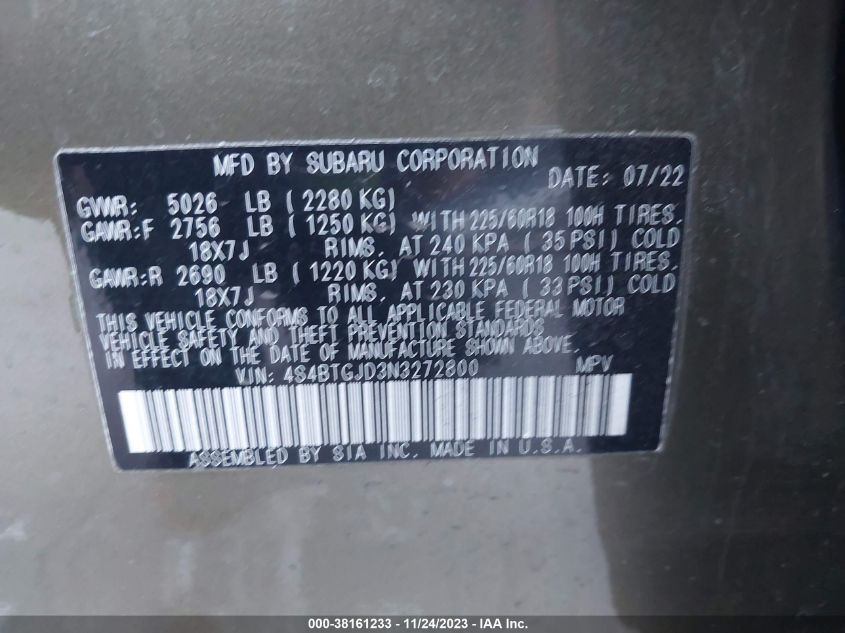 MFD BY SUBARU CORPORATION
DATE: 07/22
GVWR: 5026 LB ( 2280 KG)
GAWR:F 2756 LB ( 1250 KG) WITH 225/60R18 100H TIRES.
18X7J RIMS. AT 240 KPA ( 35 PSI) COLD
GAWR:R 2690 LB ( 1220 KG) WITH 225/60R18 100H TIRES.
18X7J RIMS. AT 230 KPA ( 33 PSI) COLD
THIS VEHICLE CONFORMS TO ALL APPLICABLE FEDERAL MOTOR
VEHICLE SAFETY AND THEFT PREVENTION STANDARDS
IN EFFECT ON THE DATE OF MANUFACTURE SHOWN ABOVE.
VIN: 4S4BTGJD3N3272800 MPV
ASSEMBLED BY SIA INC. MADE IN U.S.A.
000-38161233 - 11/24/2023 - IAA Inc.